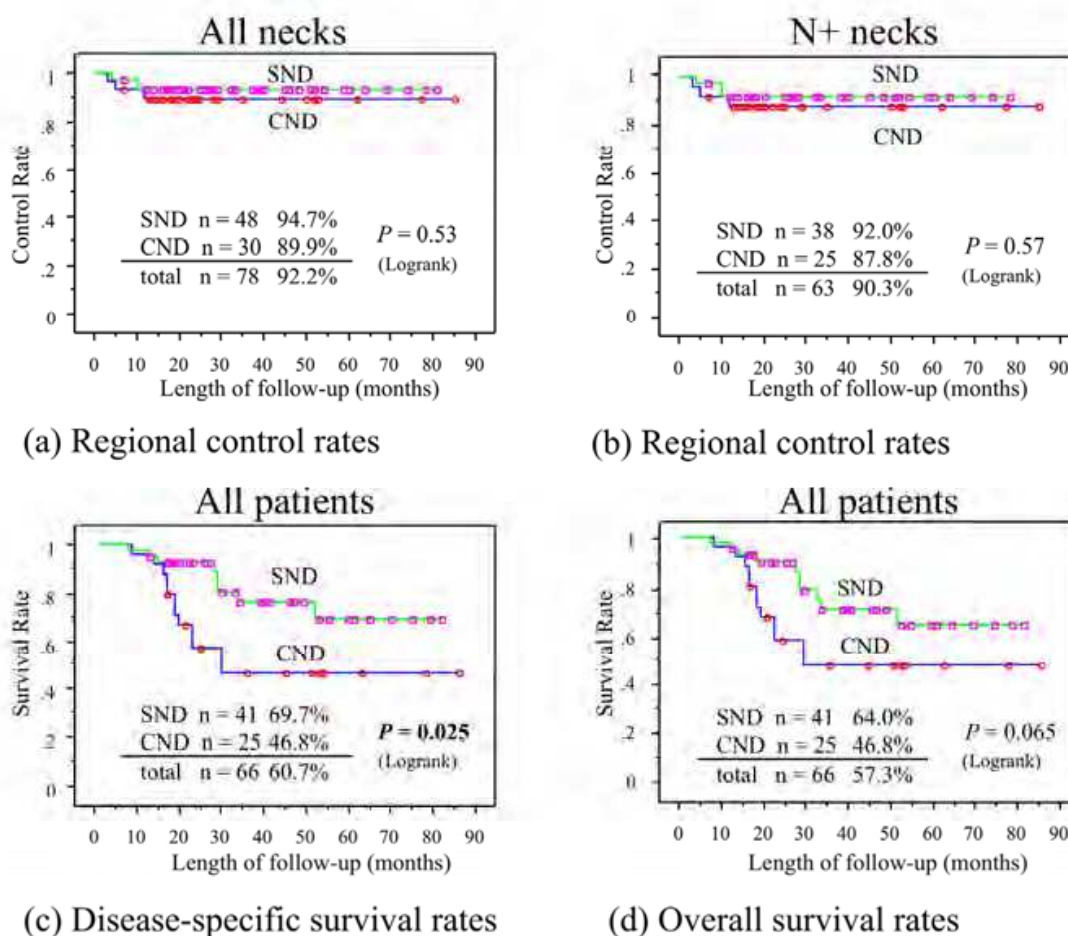 All necks
1
.8
.6
.4
.2
0
Control Rate
SND
CND
SND n = 48 94.7%
CND n = 30 89.9%
total n = 78 92.2%
P = 0.53
(Logrank)
0 10 20 30 40 50 60 70 80 90
Length of follow-up (months)
(a) Regional control rates
N+ necks
1
.8
.6
.4
.2
0
Control Rate
SND
CND
SND n = 38 92.0%
CND n = 25 87.8%
total n = 63 90.3%
P = 0.57
(Logrank)
0 10 20 30 40 50 60 70 80 90
Length of follow-up (months)
(b) Regional control rates
All patients
1
.8
.6
.4
.2
0
Survival Rate
SND
CND
SND n = 41 69.7%
CND n = 25 46.8%
total n = 66 60.7%
P = 0.025
(Logrank)
0 10 20 30 40 50 60 70 80 90
Length of follow-up (months)
(c) Disease-specific survival rates
All patients
1
.8
.6
.4
.2
0
Survival Rate
SND
CND
SND n = 41 64.0%
CND n = 25 46.8%
total n = 66 57.3%
P = 0.065
(Logrank)
0 10 20 30 40 50 60 70 80 90
Length of follow-up (months)
(d) Overall survival rates